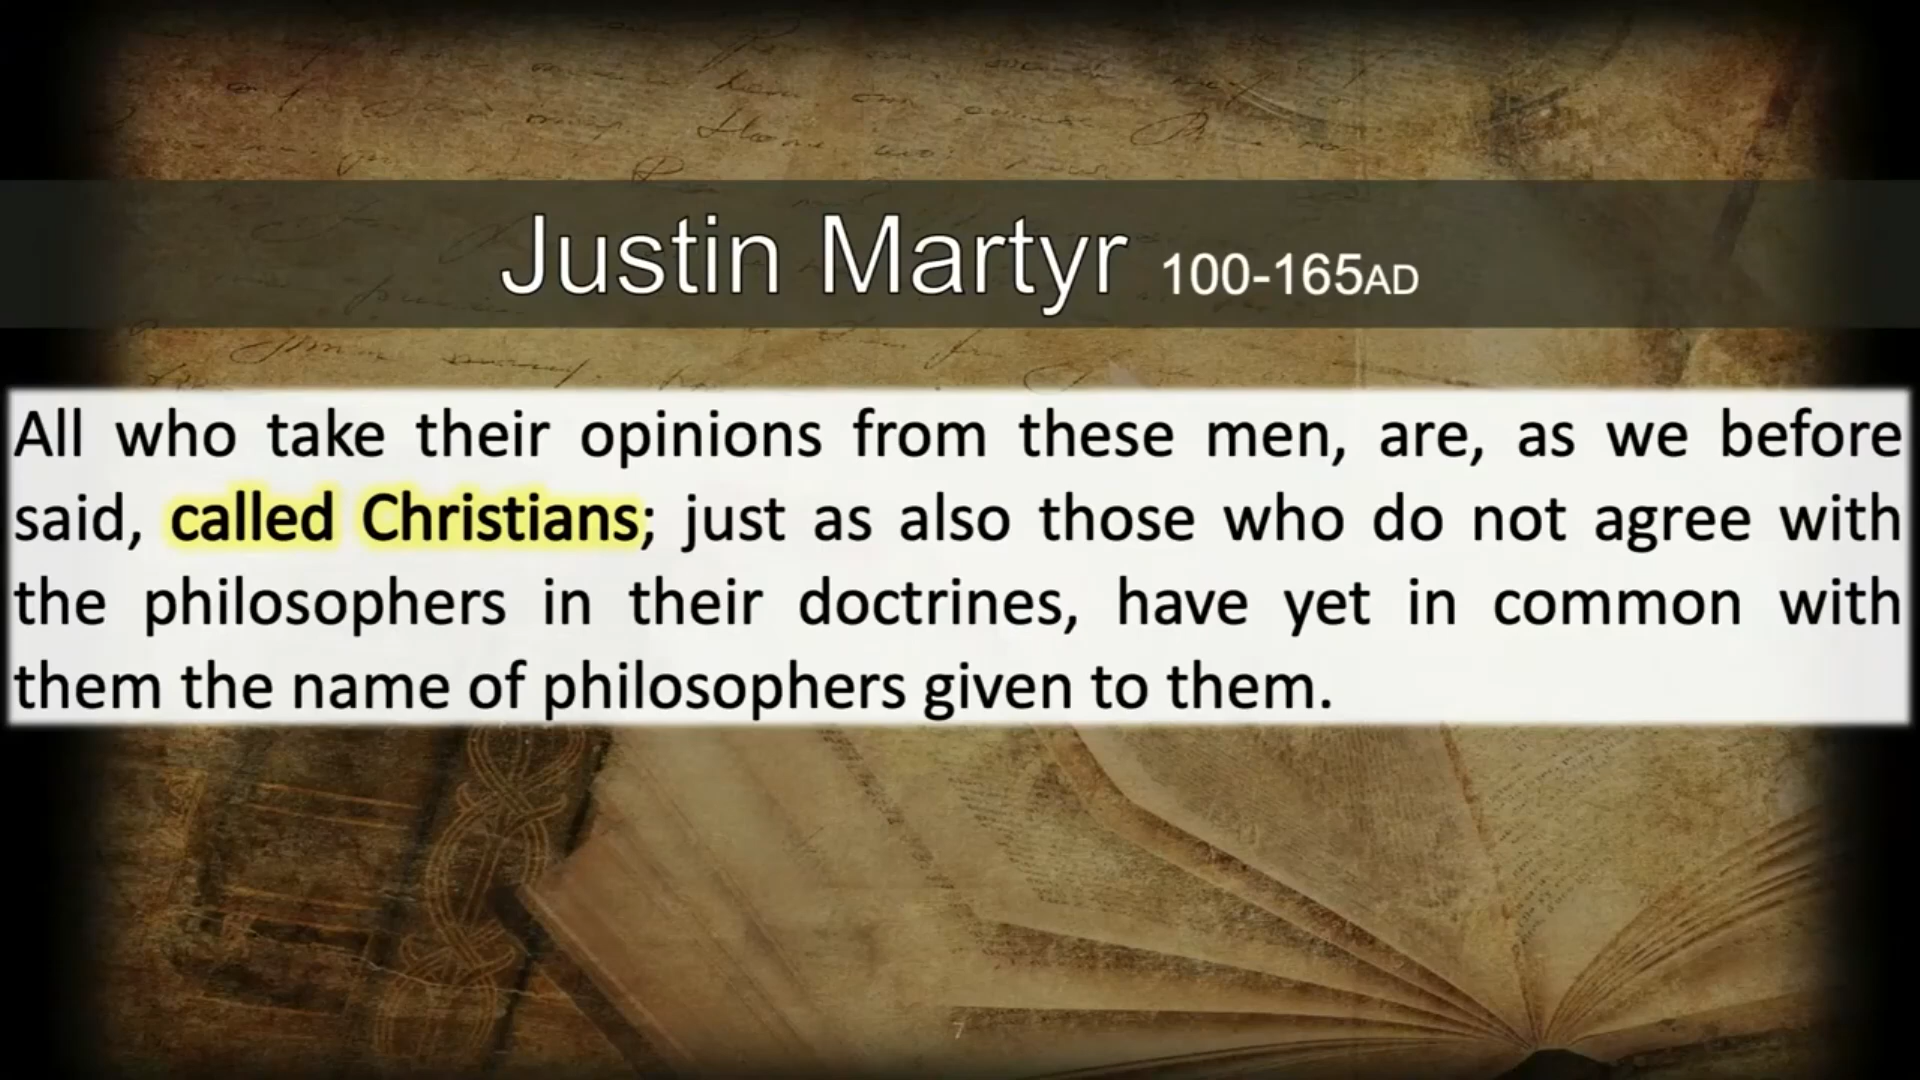 Justin Martyr 100-165AD
All who take their opinions from these men, are, as we before
said, called Christians; just as also those who do not agree with
the philosophers in their doctrines, have yet in common with
them the name of philosophers given to them.